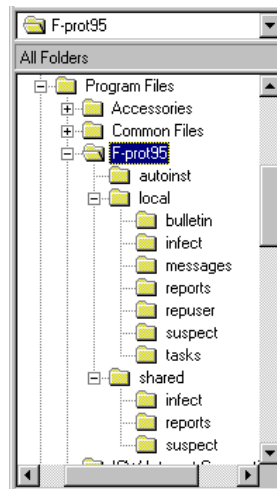 F-prot95
All Folders
Program Files
Accessories
Common Files
F-prot95
autoinst
local
bulletin
infect
messages
reports
repuser
suspect
tasks
shared
infect
reports
suspect